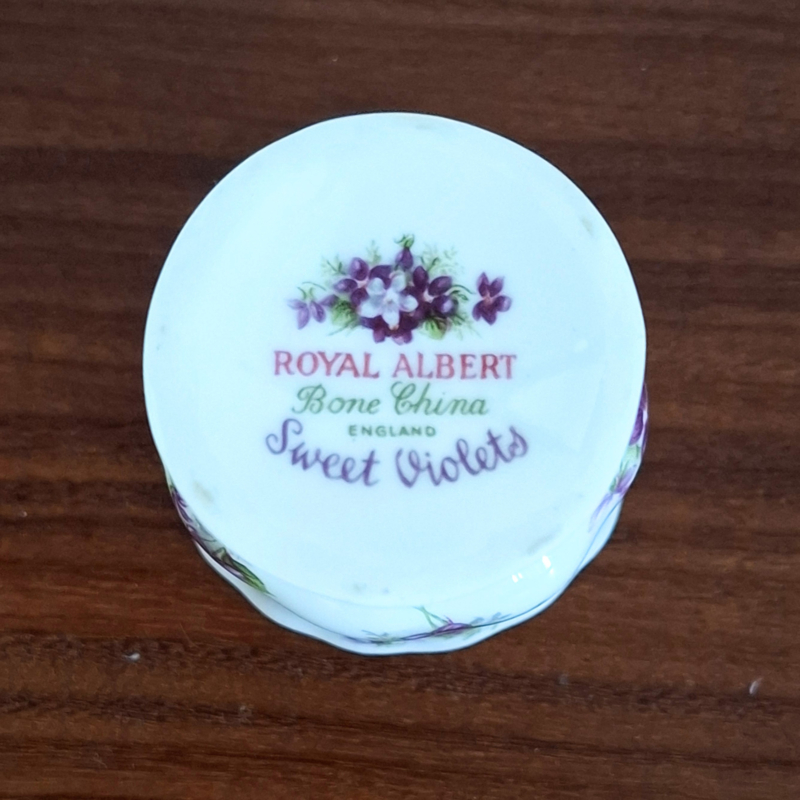 ROYAL ALBERT
Bone China
ENGLAND
Sweet Violets